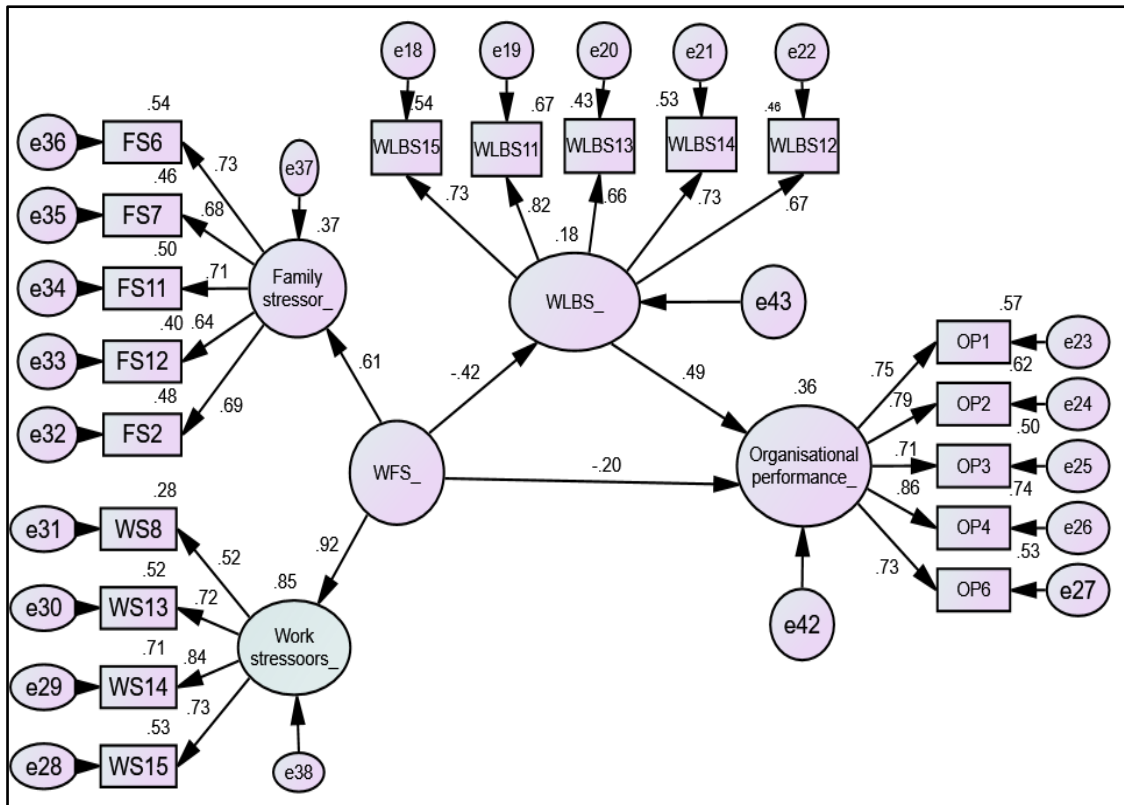 e18
e19
e20
e21
e22
.54
.67
.43
.53
.46
WLBS15
WLBS11
WLBS13
WLBS14
WLBS12
.73
.82
.66
.73
.67
.54
e36
FS6
.73
.46
e35
FS7
.68
.50
e34
FS11
.71
.40
e33
FS12
.64
.48
e32
FS2
.69
e37
.37
Family
stressor_
.18
WLBS_
e43
.61
-.42
.49
WFS_
-.20
.92
.36
Organisational
performance_
e42
.57
OP1
e23
.75
.62
OP2
e24
.79
.50
OP3
e25
.71
.74
OP4
e26
.86
.53
OP6
e27
.73
.28
e31
WS8
.52
.52
e30
WS13
.72
.71
e29
WS14
.84
.53
e28
WS15
.73
.85
Work
stressoors_
e38